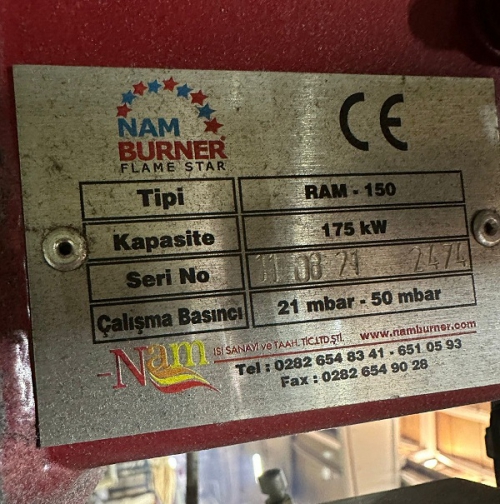 NAM
BURNER
FLAME STAR
CE
Tipi RAM - 150
Kapasite 175 kW
Seri No 11 08 21 2474
Çalışma Basıncı 21 mbar - 50 mbar
-Nam ISI SANAYİ ve TAAH. TİC.LTD.ŞTİ. www.namburner.com
Tel : 0282 654 83 41 - 651 05 93
Fax : 0282 654 90 28